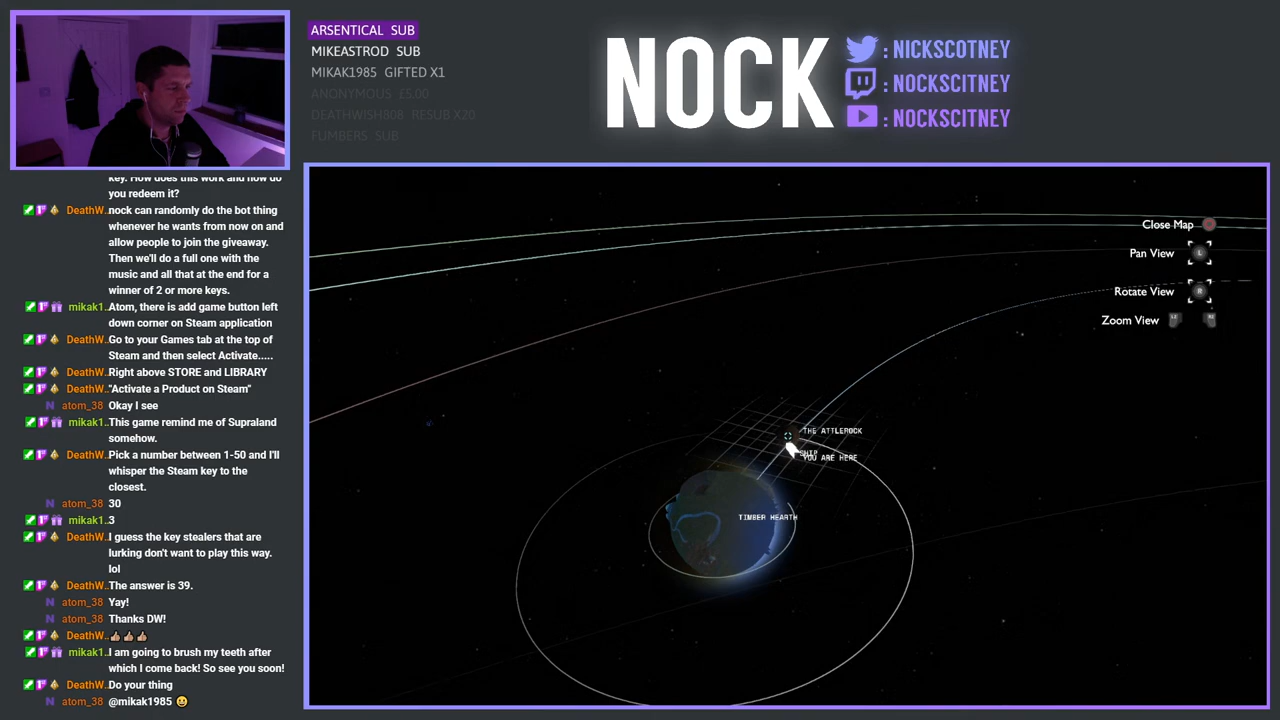 ARSENTICAL SUB
MIKEASTROD SUB
MIKAK1985 GIFTED X1
ANONYMOUS £5.00
DEATHWISH808 RESUB X20
FUMBERS SUB
NOCK
: NICKSCOTNEY
: NOCKSCITNEY
: NOCKSCITNEY
key. How does this work and how do
you redeem it?
DeathW.. nock can randomly do the bot thing
whenever he wants from now on and
allow people to join the giveaway.
Then we'll do a full one with the
music and all that at the end for a
winner of 2 or more keys.
mikak1.. Atom, there is add game button left
down corner on Steam application
DeathW.. Go to your Games tab at the top of
Steam and then select Activate.....
DeathW.. Right above STORE and LIBRARY
DeathW.. "Activate a Product on Steam"
atom_38 Okay I see
mikak1.. This game remind me of Supraland
somehow.
DeathW.. Pick a number between 1-50 and I'll
whisper the Steam key to the
closest.
atom_38 30
mikak1.. 3
DeathW.. I guess the key stealers that are
lurking don't want to play this way.
lol
DeathW.. The answer is 39.
atom_38 Yay!
atom_38 Thanks DW!
DeathW.. 👍🏼👍🏼👍🏼
mikak1.. I am going to brush my teeth after
which I come back! So see you soon!
DeathW.. Do your thing
atom_38 @mikak1985 😀
Close Map
Pan View L
Rotate View R
Zoom View
THE ATTLEROCK
SHIP
YOU ARE HERE
TIMBER HEARTH